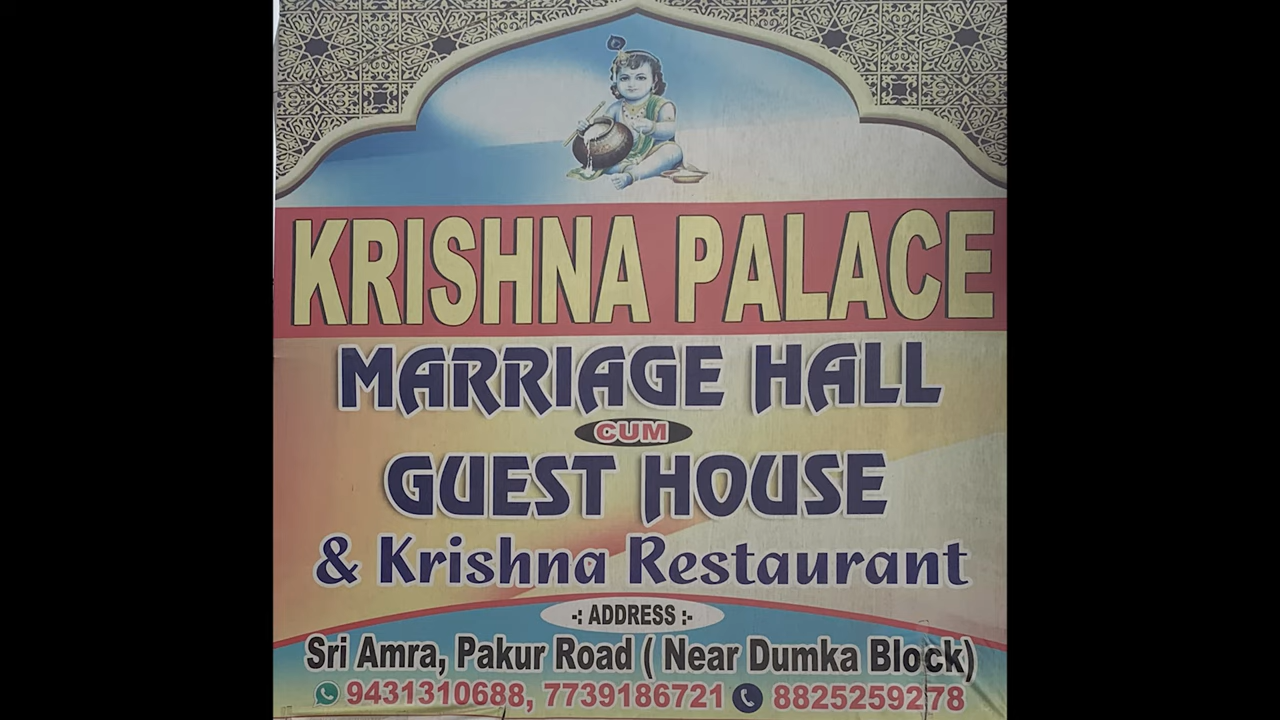 KRISHNA PALACE
MARRIAGE HALL
CUM
GUEST HOUSE
& Krishna Restaurant
-: ADDRESS :-
Sri Amra, Pakur Road ( Near Dumka Block)
9431310688, 7739186721 8825259278